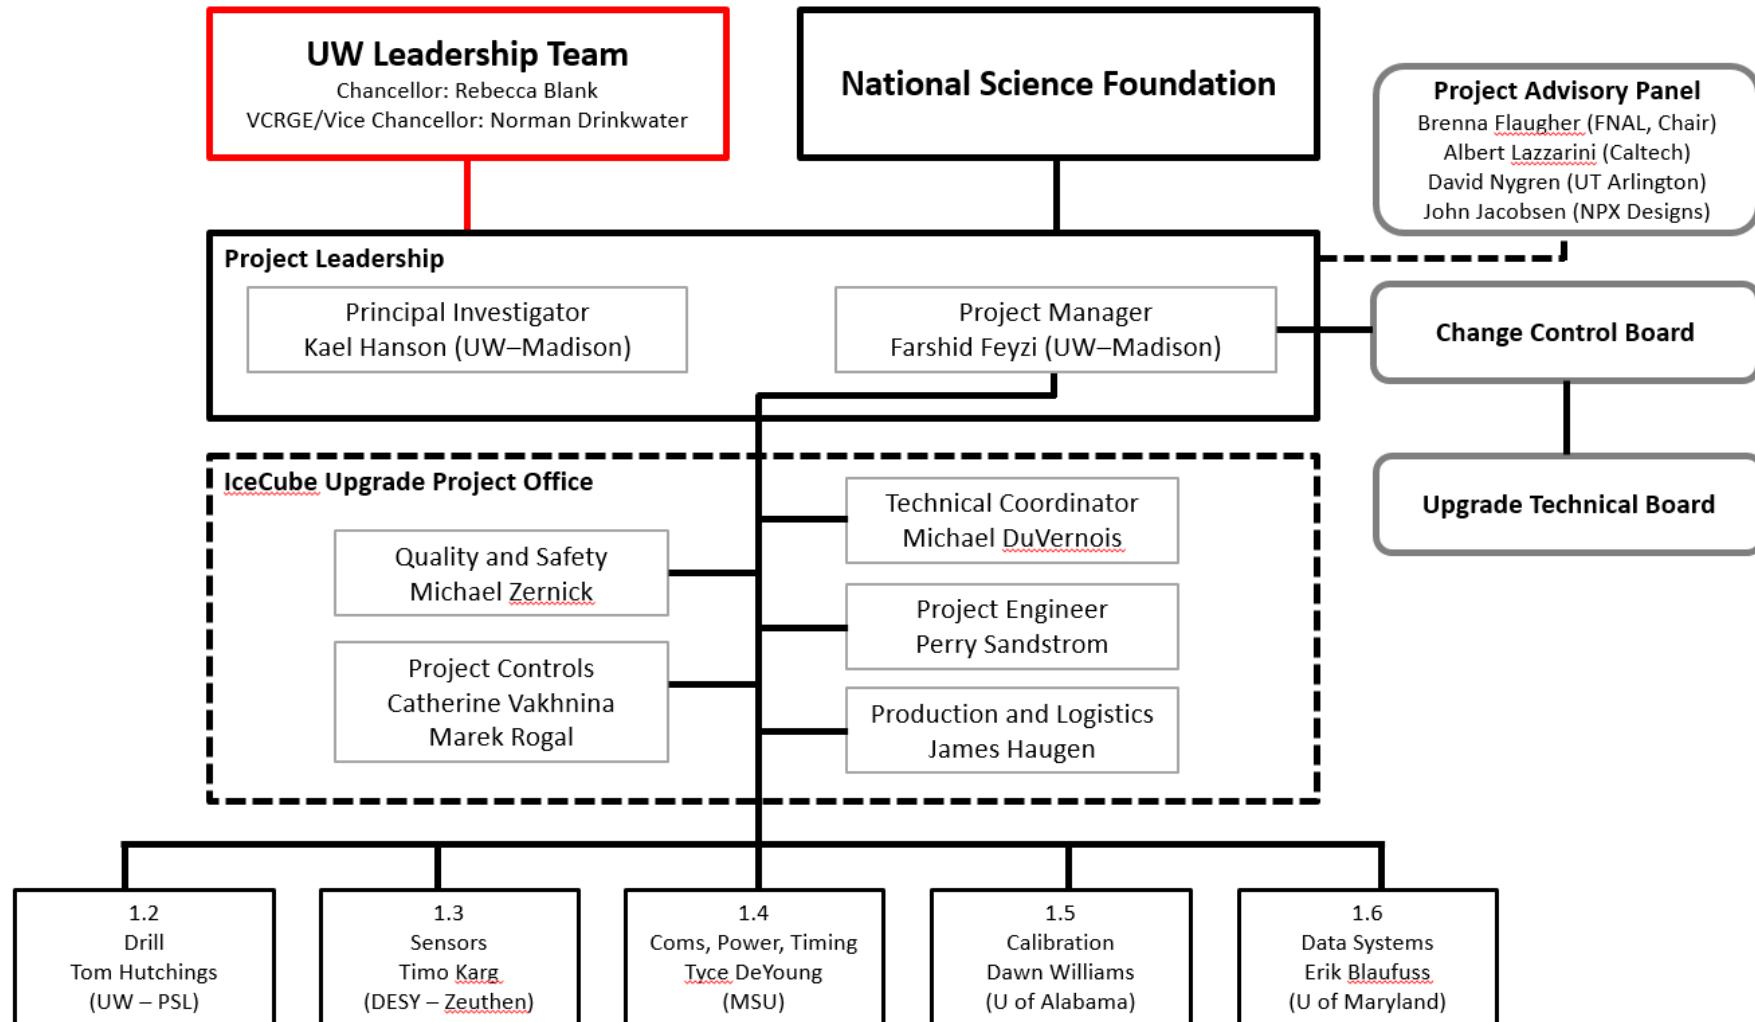 UW Leadership Team
Chancellor: Rebecca Blank
VCRGE/Vice Chancellor: Norman Drinkwater
National Science Foundation
Project Advisory Panel
Brenna Flaugher (FNAL, Chair)
Albert Lazzarini (Caltech)
David Nygren (UT Arlington)
John Jacobsen (NPX Designs)
Project Leadership
Principal Investigator
Kael Hanson (UW–Madison)
Project Manager
Farshid Feyzi (UW–Madison)
Change Control Board
Upgrade Technical Board
IceCube Upgrade Project Office
Quality and Safety
Michael Zernick
Project Controls
Catherine Vakhnina
Marek Rogal
Technical Coordinator
Michael DuVernois
Project Engineer
Perry Sandstrom
Production and Logistics
James Haugen
1.2
Drill
Tom Hutchings
(UW – PSL)
1.3
Sensors
Timo Karg
(DESY – Zeuthen)
1.4
Coms, Power, Timing
Tyce DeYoung
(MSU)
1.5
Calibration
Dawn Williams
(U of Alabama)
1.6
Data Systems
Erik Blaufuss
(U of Maryland)